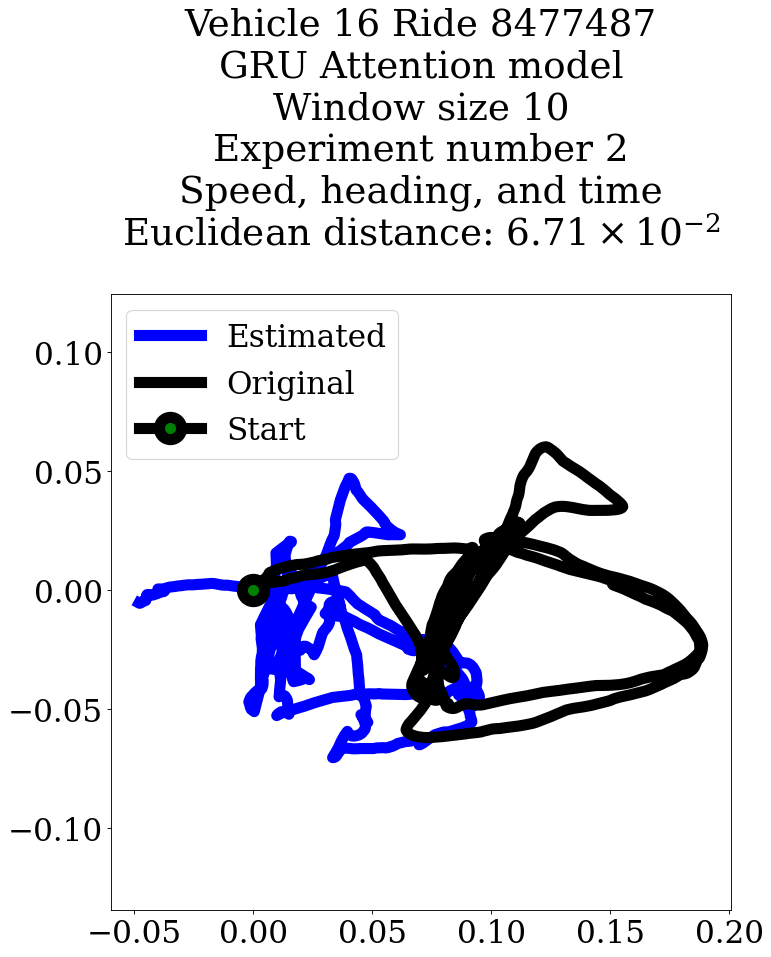 Vehicle 16 Ride 8477487
GRU Attention model
Window size 10
Experiment number 2
Speed, heading, and time
Euclidean distance: 6.71 × 10⁻²
Estimated
Original
Start
0.10
0.05
0.00
−0.05
−0.10
−0.05 0.00 0.05 0.10 0.15 0.20